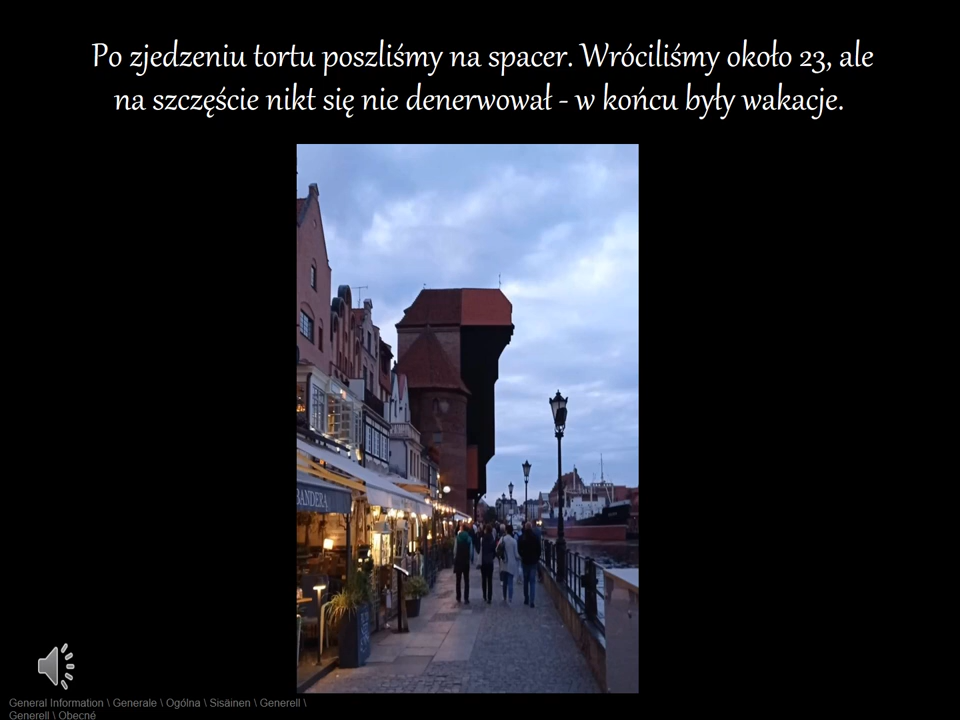 Po zjedzeniu tortu poszliśmy na spacer. Wróciliśmy około 23, ale
na szczęście nikt się nie denerwował - w końcu były wakacje.
BANDERA
General Information \ Generale \ Ogólna \ Sisäinen \ Generell \
Generell \ Obecné